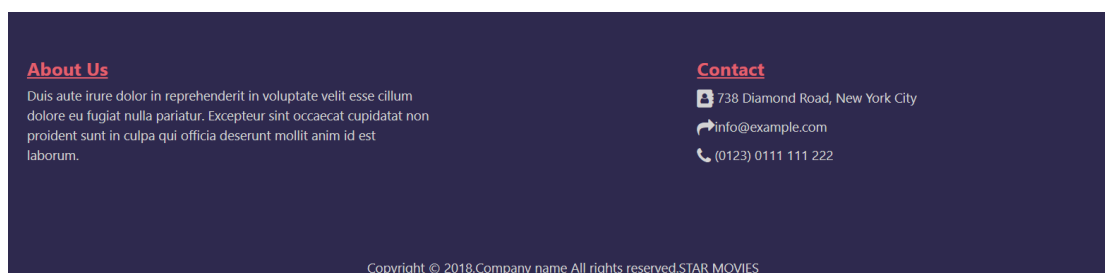 About Us
Duis aute irure dolor in reprehenderit in voluptate velit esse cillum
dolore eu fugiat nulla pariatur. Excepteur sint occaecat cupidatat non
proident sunt in culpa qui officia deserunt mollit anim id est
laborum.
Contact
738 Diamond Road, New York City
info@example.com
(0123) 0111 111 222
Copyright © 2018.Company name All rights reserved.STAR MOVIES